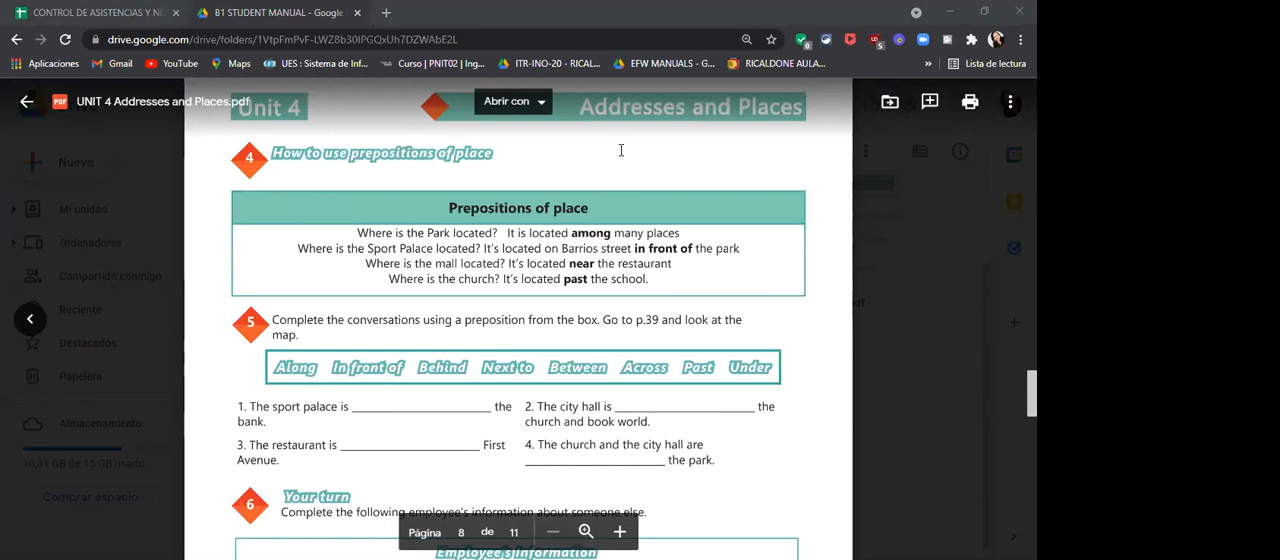 CONTROL DE ASISTENCIAS Y NO
B1 STUDENT MANUAL - Google
drive.google.com/drive/folders/1VtpFmPvF-LWZ8b30IPGQxUh7DZWAbE2L
Aplicaciones Gmail YouTube Maps UES : Sistema de Inf... Curso | PNIT02 | Ing... ITR-INO-20 - RICAL... EFW MANUALS - G... RICALDONE AULA... » Lista de lectura
UNIT 4 Addresses and Places.pdf
Abrir con
Unit 4 Addresses and Places
Nuevo
Mi unidad
Ordenadores
Compartido conmigo
Reciente
Destacados
Papelera
Almacenamiento
10,31 GB de 15 GB usado
Comprar espacio
4 How to use prepositions of place
Prepositions of place
Where is the Park located? It is located among many places
Where is the Sport Palace located? It's located on Barrios street in front of the park
Where is the mall located? It's located near the restaurant
Where is the church? It's located past the school.
5 Complete the conversations using a preposition from the box. Go to p.39 and look at the
map.
Along In front of Behind Next to Between Across Past Under
1. The sport palace is ____________________ the
bank.
2. The city hall is ____________________ the
church and book world.
3. The restaurant is ____________________ First
Avenue.
4. The church and the city hall are
____________________ the park.
6 Your turn
Complete the following employee's information about someone else.
Employee's Information
Página 8 de 11